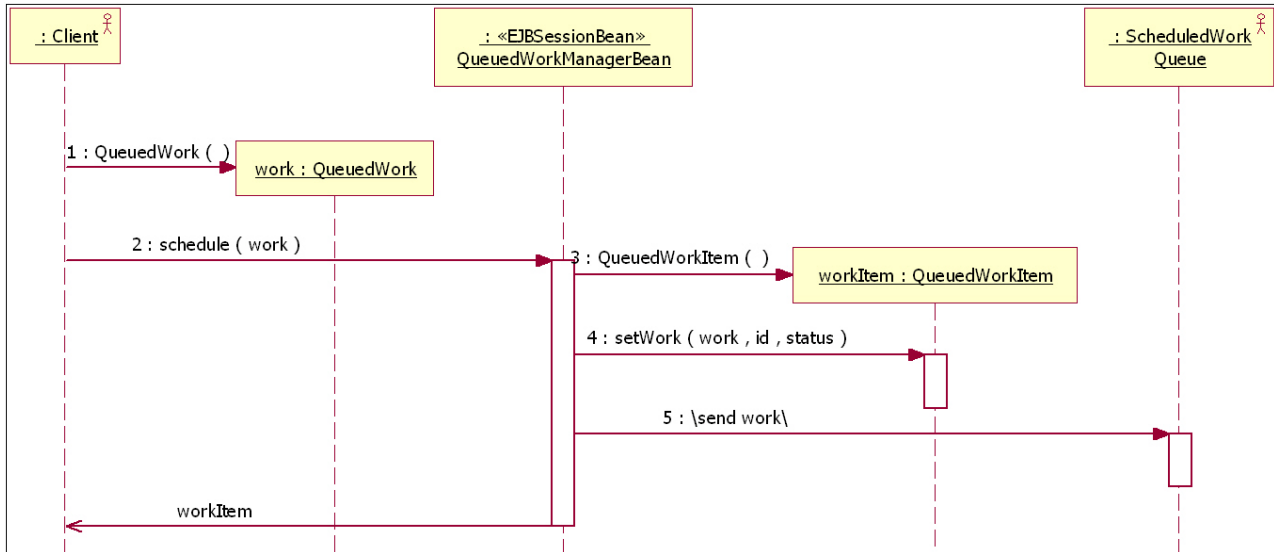 : Client
: «EJBSessionBean»
QueuedWorkManagerBean
: ScheduledWork
Queue
1 : QueuedWork ( )
work : QueuedWork
2 : schedule ( work )
3 : QueuedWorkItem ( )
workItem : QueuedWorkItem
4 : setWork ( work , id , status )
5 : \send work\
workItem